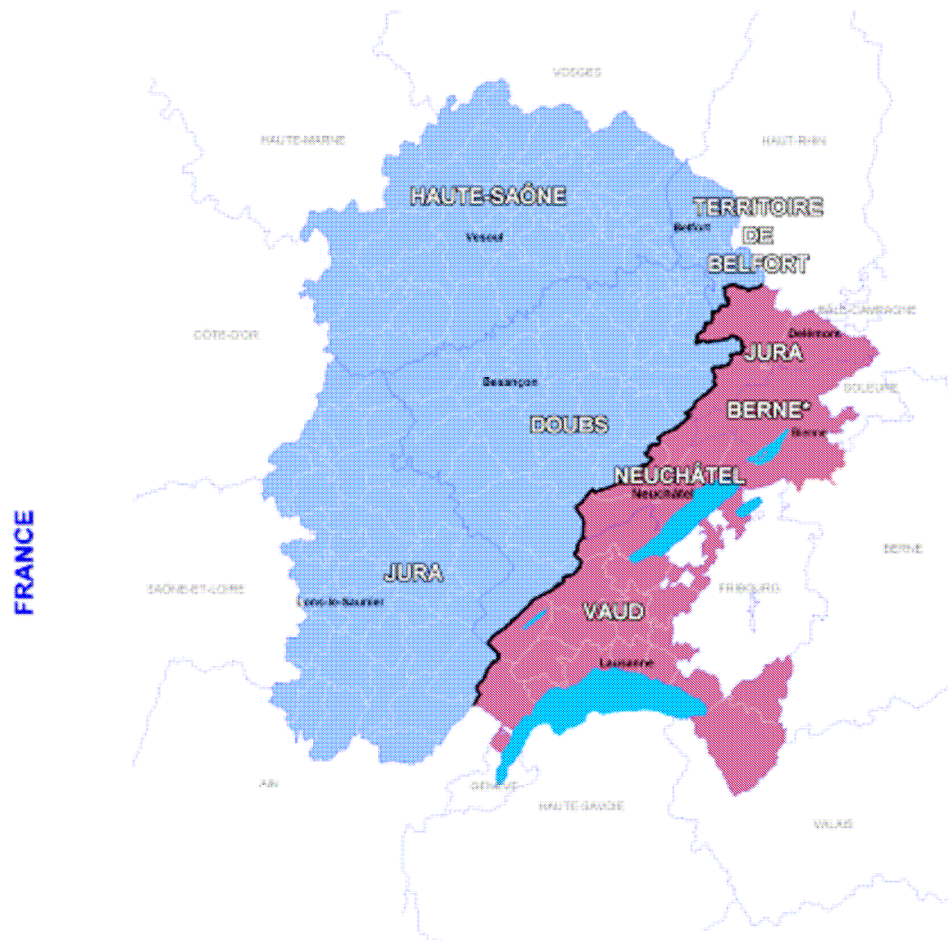 VOSGES
HAUTE-MARNE
HAUT-RHIN
HAUTE-SAÔNE
TERRITOIRE
DE
BELFORT
Belfort
Vesoul
BÂLE-CAMPAGNE
CÔTE-D'OR
Delémont
JURA
Besançon
SOLEURE
BERNE*
DOUBS
Bienne
NEUCHÂTEL
Neuchâtel
FRANCE
BERNE
JURA
SAÔNE-ET-LOIRE
FRIBOURG
Lons-le-Saunier
VAUD
Lausanne
AIN
GENÈVE
HAUTE-SAVOIE
VALAIS